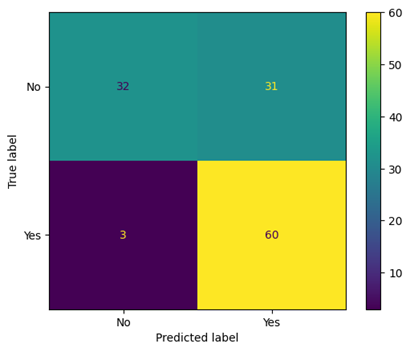 60
No
32
31
50
40
True label
30
20
Yes
3
60
10
No
Yes
Predicted label